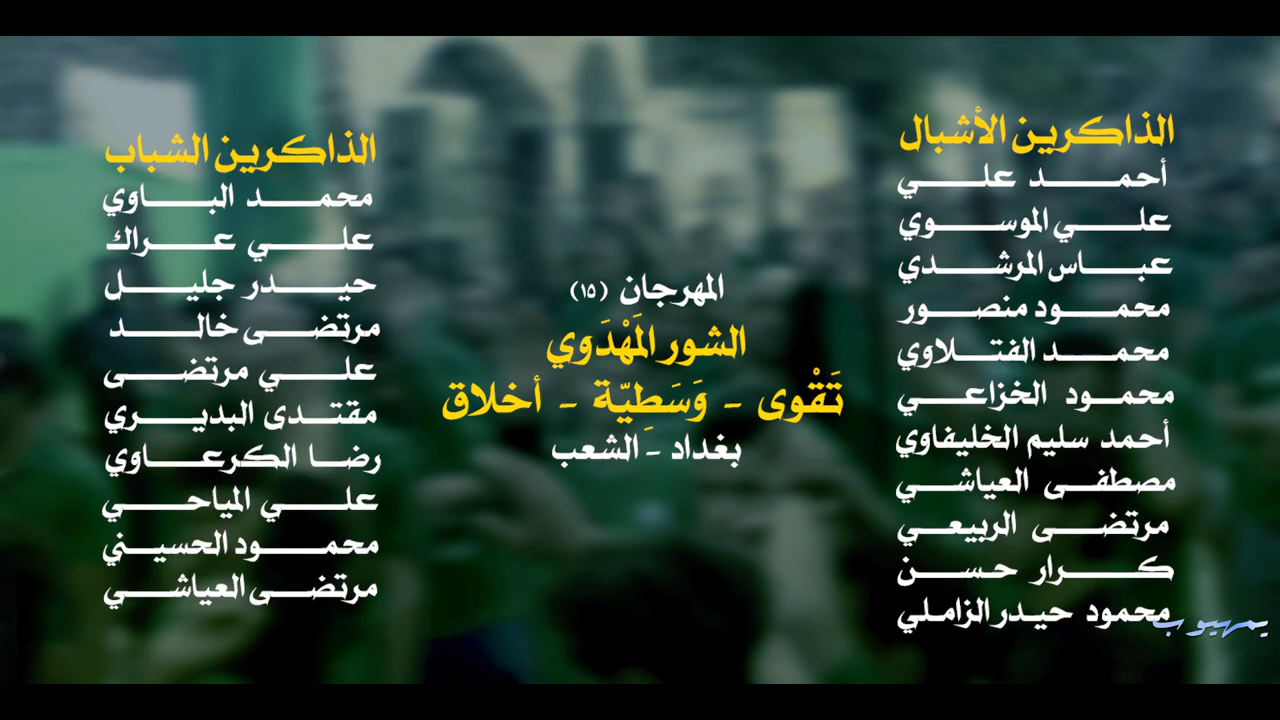 الذاكرين الأشبال
أحمد علي
علي الموسوي
عباس المرشدي
محمود منصور
محمد الفتلاوي
محمود الخزاعي
أحمد سليم الخليفاوي
مصطفى العياشي
مرتضى الربيعي
كرار حسن
محمود حيدر الزاملي
المهرجان (١٥)
الشور المَهْدَوي
تَقْوى - وَسَطِيّة - أخلاق
بغداد - الشعب
الذاكرين الشباب
محمد الباوي
علي عراك
حيدر جليل
مرتضى خالد
علي مرتضى
مقتدى البديري
رضا الكرعاوي
علي المياحي
محمود الحسيني
مرتضى العياشي